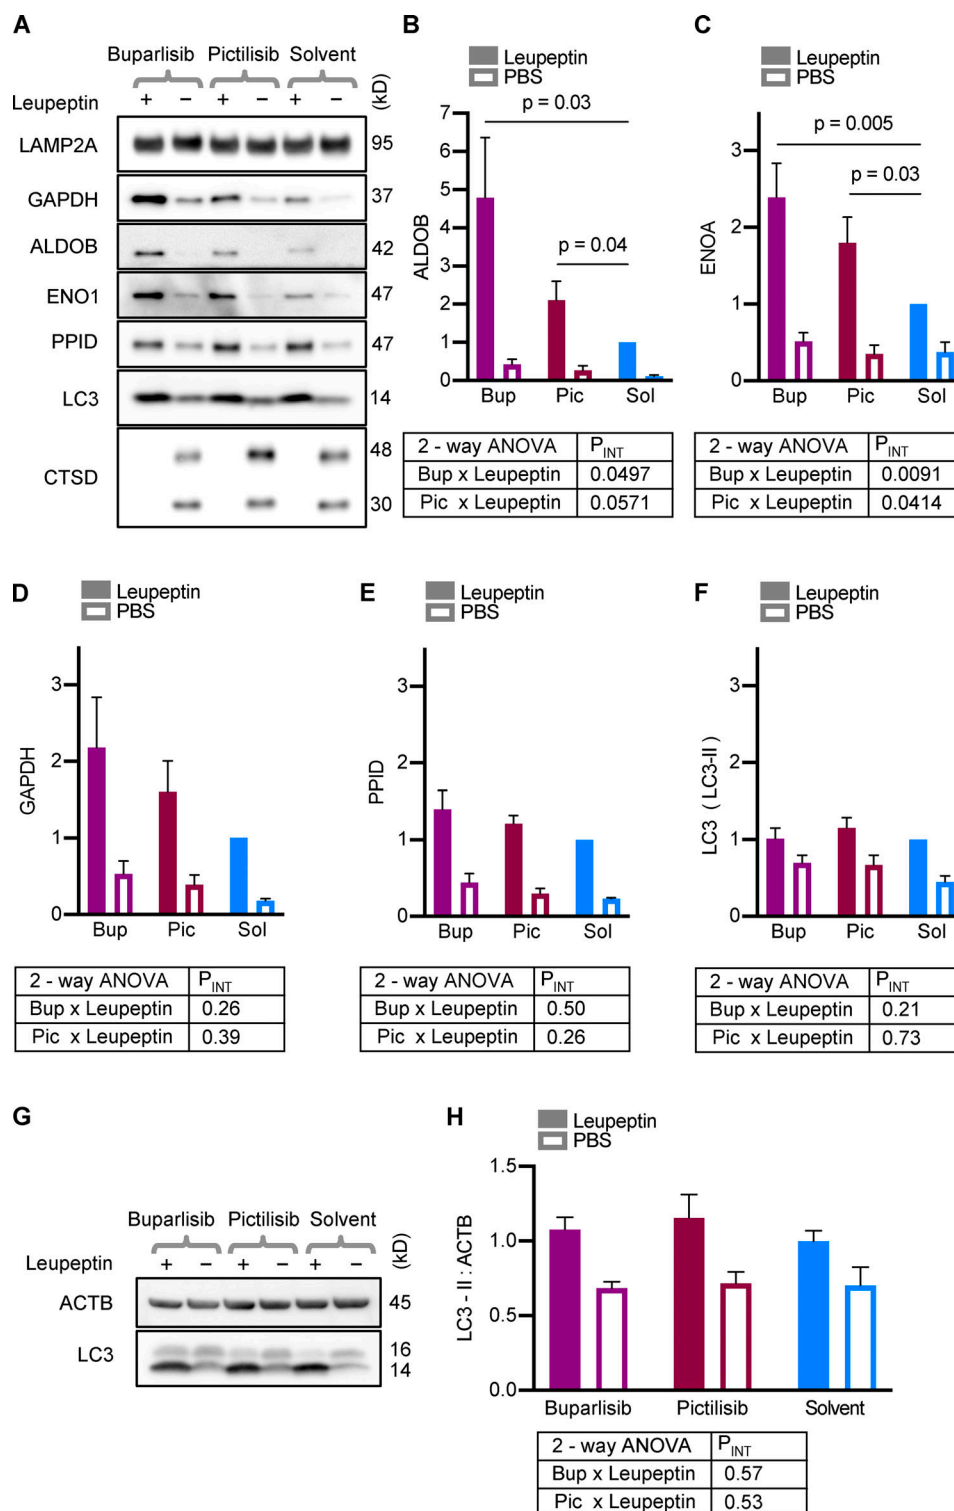 A
Buparlisib Pictilisib Solvent
Leupeptin + − + − + − (kD)
LAMP2A 95
GAPDH 37
ALDOB 42
ENO1 47
PPID 47
LC3 14
CTSD 48
30
B
Leupeptin
PBS
p = 0.03
p = 0.04
ALDOB
7
6
5
4
3
2
1
0
Bup Pic Sol
2 - way ANOVA P INT
Bup x Leupeptin 0.0497
Pic x Leupeptin 0.0571
C
Leupeptin
PBS
p = 0.005
p = 0.03
ENOA
3
2
1
0
Bup Pic Sol
2 - way ANOVA P INT
Bup x Leupeptin 0.0091
Pic x Leupeptin 0.0414
D
Leupeptin
PBS
GAPDH
3
2
1
0
Bup Pic Sol
2 - way ANOVA P INT
Bup x Leupeptin 0.26
Pic x Leupeptin 0.39
E
Leupeptin
PBS
PPID
3
2
1
0
Bup Pic Sol
2 - way ANOVA P INT
Bup x Leupeptin 0.50
Pic x Leupeptin 0.26
F
Leupeptin
PBS
LC3 ( LC3-II )
3
2
1
0
Bup Pic Sol
2 - way ANOVA P INT
Bup x Leupeptin 0.21
Pic x Leupeptin 0.73
G
Buparlisib Pictilisib Solvent
Leupeptin + − + − + − (kD)
ACTB 45
LC3 16
14
H
Leupeptin
PBS
LC3 - II : ACTB
1.5
1.0
0.5
0.0
Buparlisib Pictilisib Solvent
2 - way ANOVA P INT
Bup x Leupeptin 0.57
Pic x Leupeptin 0.53